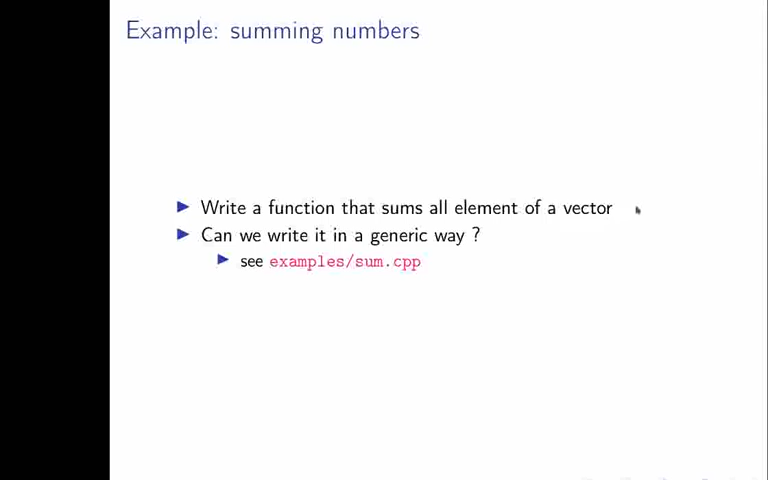 Example: summing numbers
Write a function that sums all element of a vector
Can we write it in a generic way ?
see examples/sum.cpp